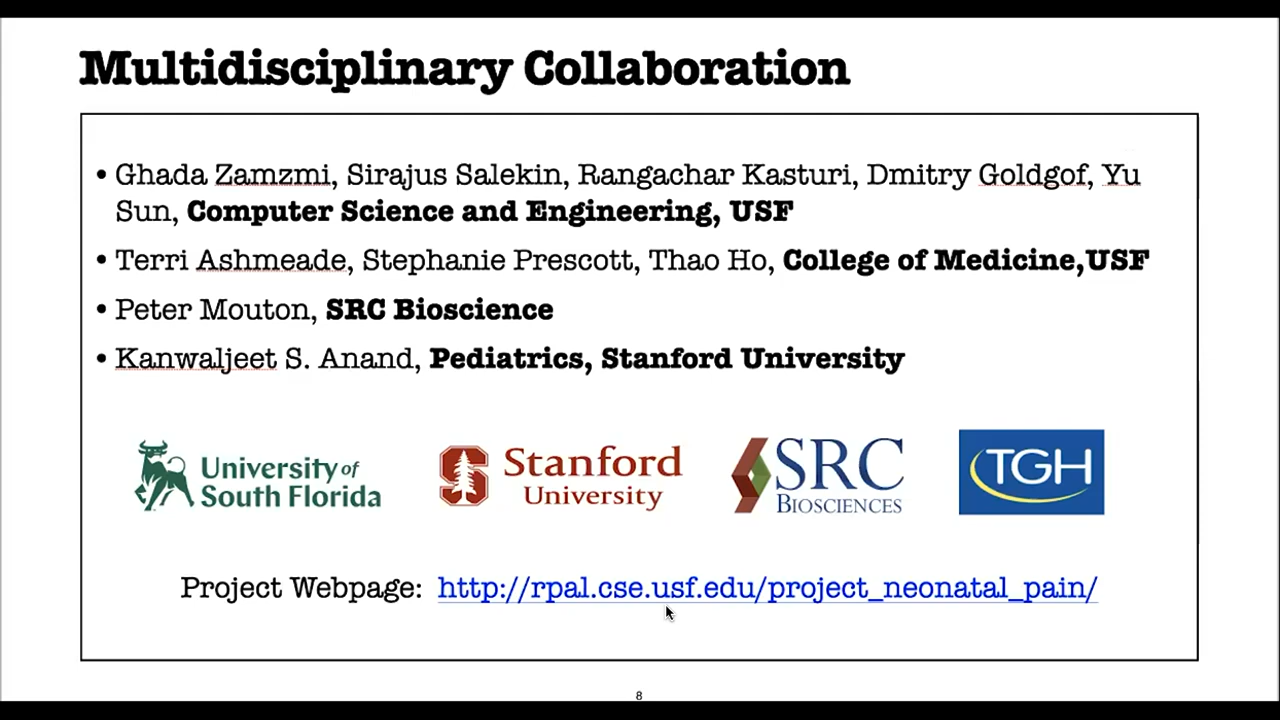 Multidisciplinary Collaboration
• Ghada Zamzmi, Sirajus Salekin, Rangachar Kasturi, Dmitry Goldgof, Yu
Sun, Computer Science and Engineering, USF
• Terri Ashmeade, Stephanie Prescott, Thao Ho, College of Medicine,USF
• Peter Mouton, SRC Bioscience
• Kanwaljeet S. Anand, Pediatrics, Stanford University
University of
South Florida
Stanford
University
SRC
BIOSCIENCES
TGH
Project Webpage: http://rpal.cse.usf.edu/project_neonatal_pain/
8